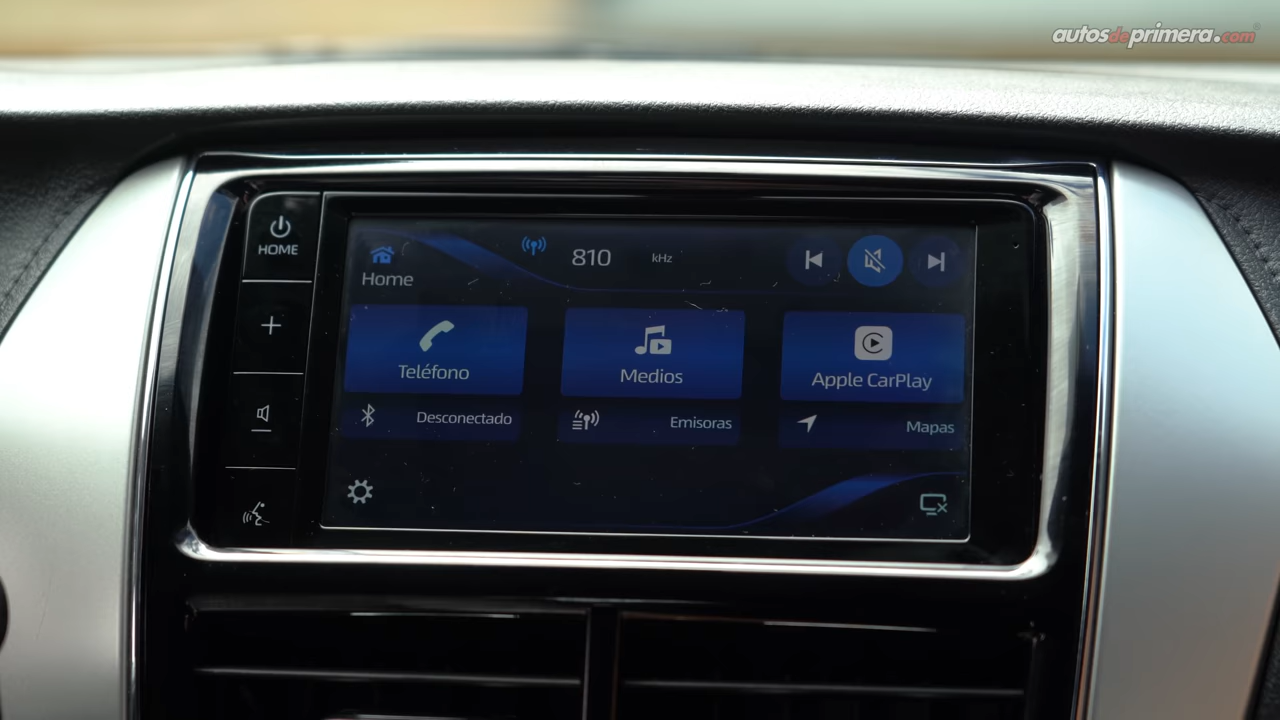 autosdeprimera.com
HOME
Home
810 kHz
Teléfono
Medios
Apple CarPlay
Desconectado
Emisoras
Mapas